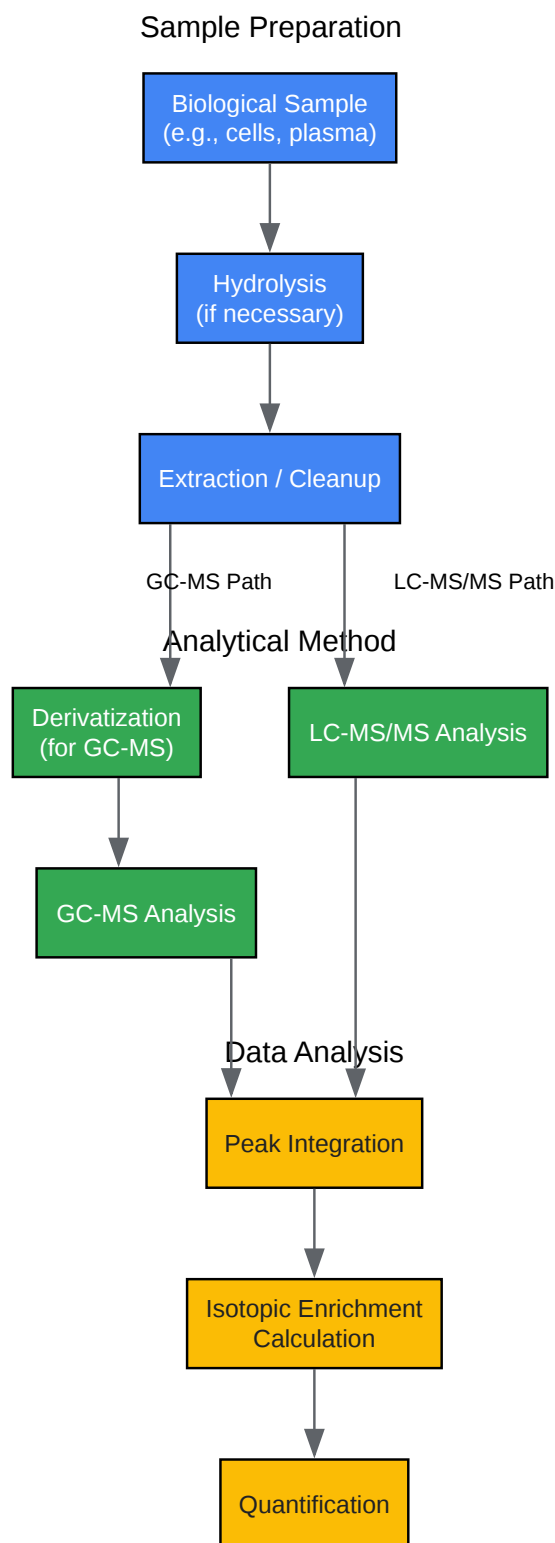 Sample Preparation
Biological Sample
(e.g., cells, plasma)
Hydrolysis
(if necessary)
Extraction / Cleanup
GC-MS Path
LC-MS/MS Path
Analytical Method
Derivatization
(for GC-MS)
LC-MS/MS Analysis
GC-MS Analysis
Data Analysis
Peak Integration
Isotopic Enrichment
Calculation
Quantification